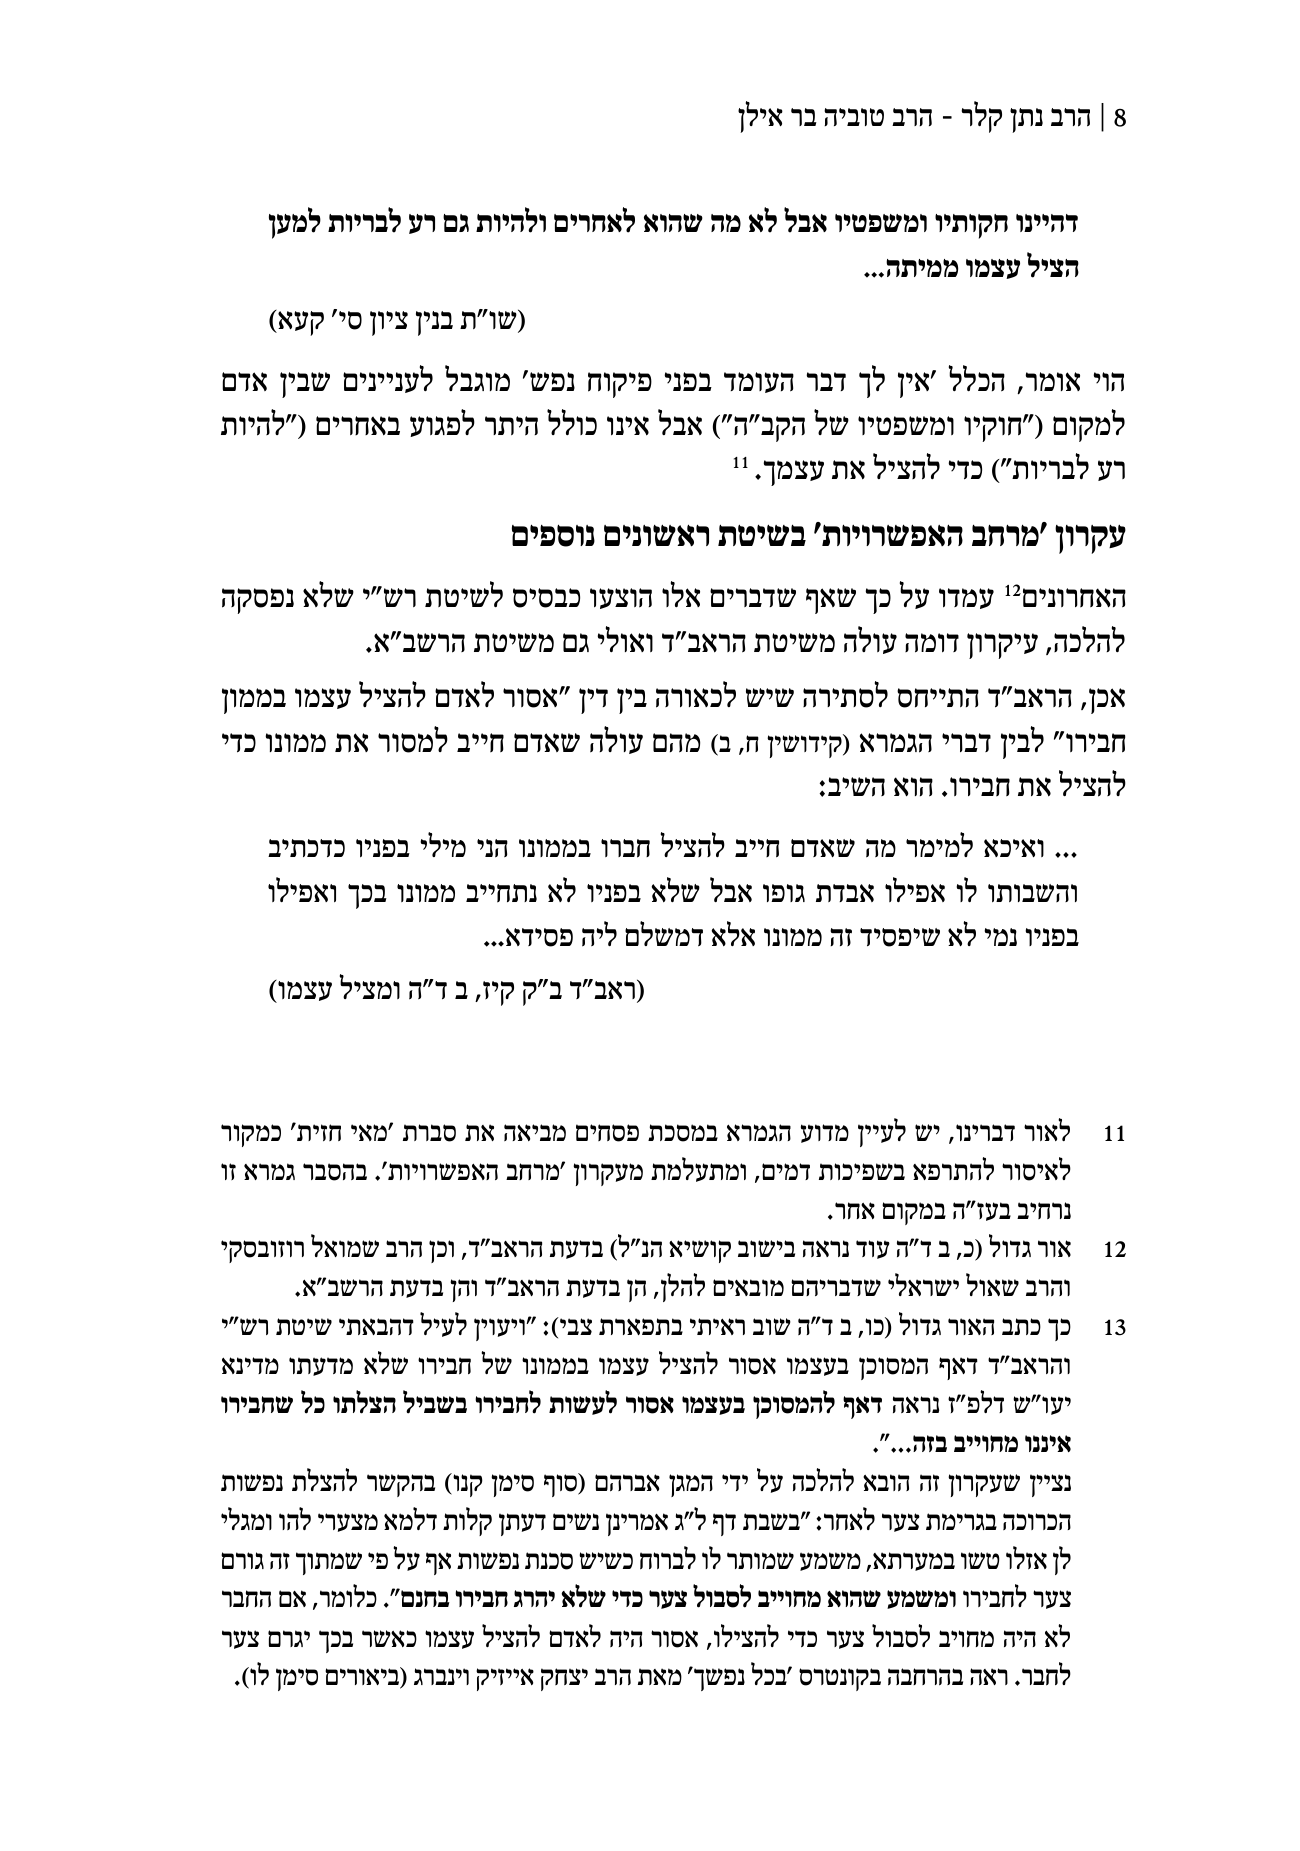 8 | הרב נתן קלר - הרב טוביה בר אילן
דהיינו חקותיו ומשפטיו אבל לא מה שהוא לאחרים ולהיות גם רע לבריות למען
הציל עצמו ממיתה...
(שו"ת בנין ציון סי' קעא)
הוי אומר, הכלל 'אין לך דבר העומד בפני פיקוח נפש' מוגבל לעניינים שבין אדם
למקום ("חוקיו ומשפטיו של הקב"ה") אבל אינו כולל היתר לפגוע באחרים ("להיות
רע לבריות") כדי להציל את עצמך. 11
עקרון 'מרחב האפשרויות' בשיטת ראשונים נוספים
האחרונים12 עמדו על כך שאף שדברים אלו הוצעו כבסיס לשיטת רש"י שלא נפסקה
להלכה, עיקרון דומה עולה משיטת הראב"ד ואולי גם משיטת הרשב"א.
אכן, הראב"ד התייחס לסתירה שיש לכאורה בין דין "אסור לאדם להציל עצמו בממון
חבירו" לבין דברי הגמרא (קידושין ח, ב) מהם עולה שאדם חייב למסור את ממונו כדי
להציל את חבירו. הוא השיב:
... ואיכא למימר מה שאדם חייב להציל חברו בממונו הני מילי בפניו כדכתיב
והשבותו לו אפילו אבדת גופו אבל שלא בפניו לא נתחייב ממונו בכך ואפילו
בפניו נמי לא שיפסיד זה ממונו אלא דמשלם ליה פסידא...
(ראב"ד ב"ק קיז, ב ד"ה ומציל עצמו)
11 לאור דברינו, יש לעיין מדוע הגמרא במסכת פסחים מביאה את סברת 'מאי חזית' כמקור
לאיסור להתרפא בשפיכות דמים, ומתעלמת מעקרון 'מרחב האפשרויות'. בהסבר גמרא זו
נרחיב בעז"ה במקום אחר.
12 אור גדול (כ, ב ד"ה עוד נראה בישוב קושיא הנ"ל) בדעת הראב"ד, וכן הרב שמואל רוזובסקי
והרב שאול ישראלי שדבריהם מובאים להלן, הן בדעת הראב"ד והן בדעת הרשב"א.
13 כך כתב האור גדול (כו, ב ד"ה שוב ראיתי בתפארת צבי): "ויעוין לעיל דהבאתי שיטת רש"י
והראב"ד דאף המסוכן בעצמו אסור להציל עצמו בממונו של חבירו שלא מדעתו מדינא
יעו"ש דלפ"ז נראה דאף להמסוכן בעצמו אסור לעשות לחבירו בשביל הצלתו כל שחבירו
איננו מחוייב בזה...".
נציין שעקרון זה הובא להלכה על ידי המגן אברהם (סוף סימן קנו) בהקשר להצלת נפשות
הכרוכה בגרימת צער לאחר: "בשבת דף ל"ג אמרינן נשים דעתן קלות דלמא מצערי להו ומגלי
לן אזלו טשו במערתא, משמע שמותר לו לברוח כשיש סכנת נפשות אף על פי שמתוך זה גורם
צער לחבירו ומשמע שהוא מחוייב לסבול צער כדי שלא יהרג חבירו בחנם". כלומר, אם החבר
לא היה מחויב לסבול צער כדי להצילו, אסור היה לאדם להציל עצמו כאשר בכך יגרם צער
לחבר. ראה בהרחבה בקונטרס 'בכל נפשך' מאת הרב יצחק אייזיק וינברג (ביאורים סימן לו).